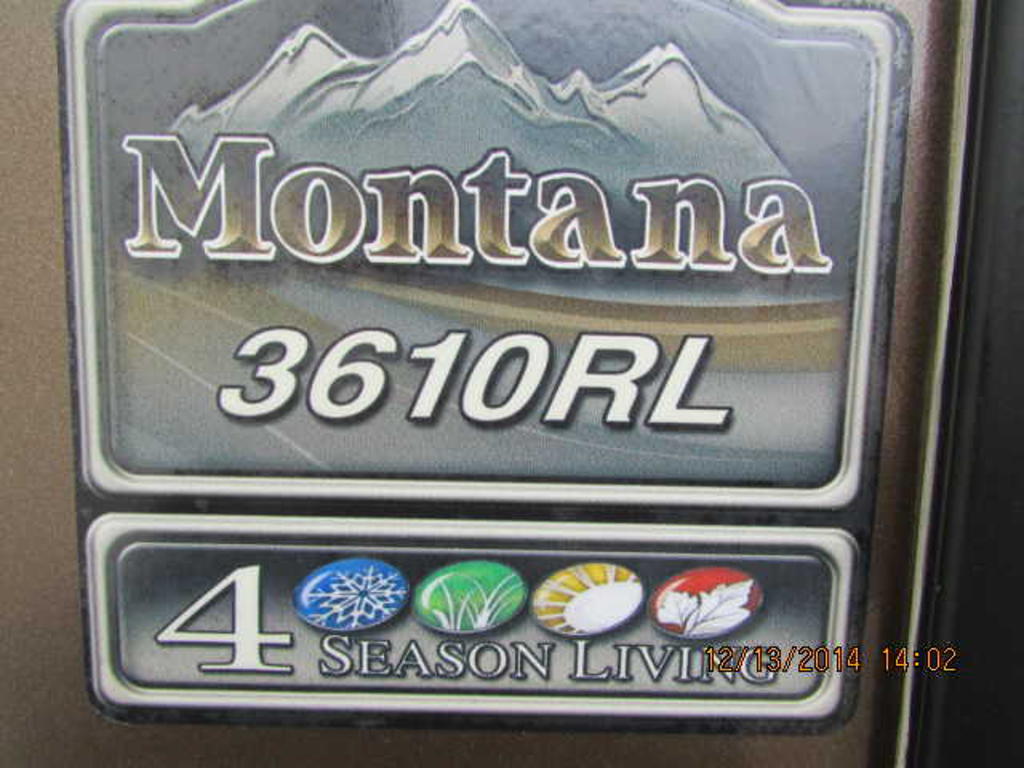 Montana
3610RL
4 SEASON LIVING
12/13/2014 14:02